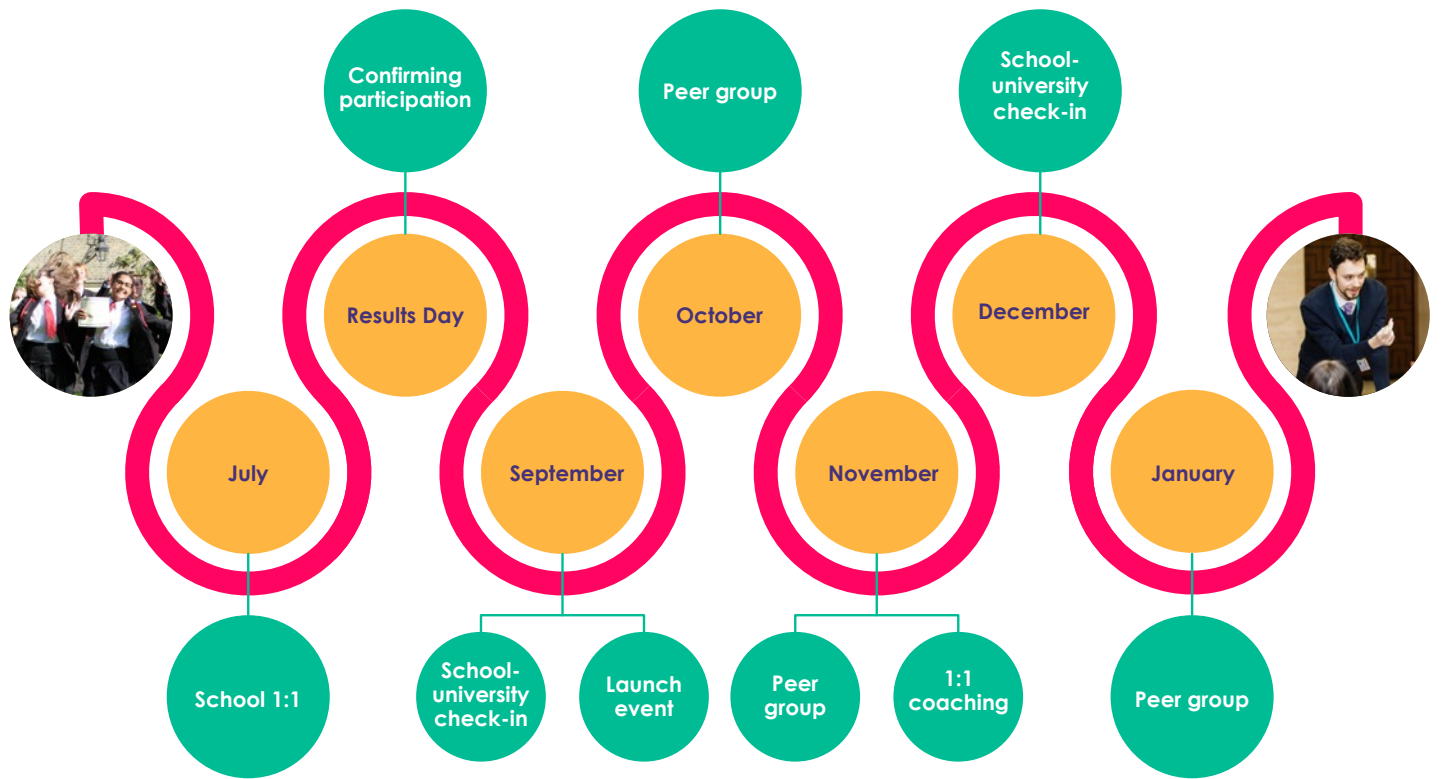 Confirming
participation
Peer group
School-
university
check-in
Results Day
October
December
July
September
November
January
School 1:1
School-
university
check-in
Launch
event
Peer
group
1:1
coaching
Peer group